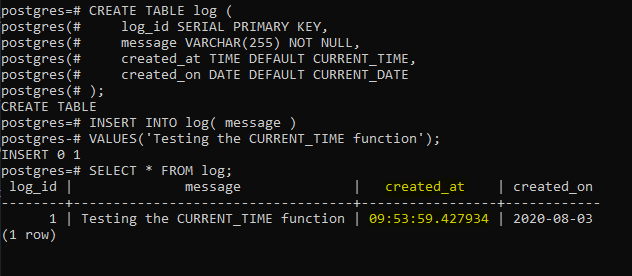 postgres=# CREATE TABLE log (
postgres(#     log_id SERIAL PRIMARY KEY,
postgres(#     message VARCHAR(255) NOT NULL,
postgres(#     created_at TIME DEFAULT CURRENT_TIME,
postgres(#     created_on DATE DEFAULT CURRENT_DATE
postgres(# );
CREATE TABLE
postgres=# INSERT INTO log( message )
postgres-# VALUES('Testing the CURRENT_TIME function');
INSERT 0 1
postgres=# SELECT * FROM log;
 log_id |              message              |   created_at    | created_on
--------+-----------------------------------+-----------------+------------
      1 | Testing the CURRENT_TIME function | 09:53:59.427934 | 2020-08-03
(1 row)